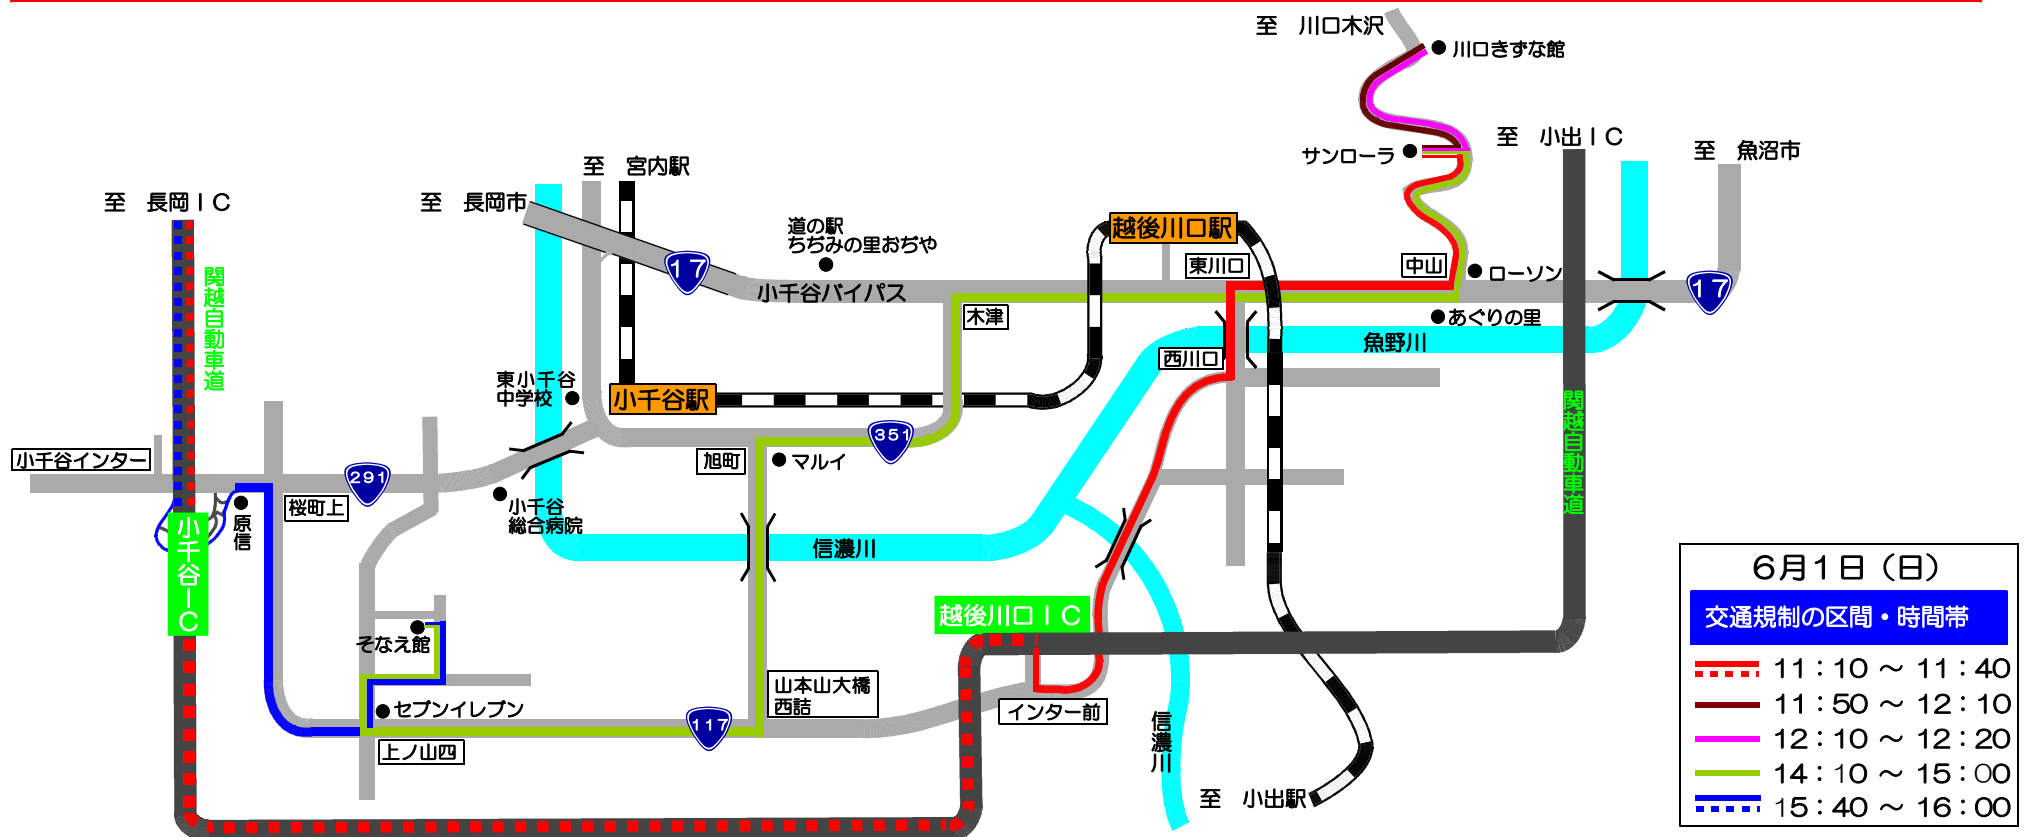 至　川口木沢
川口きずな館
サンローラ
至　小出ＩＣ
至　魚沼市
至　宮内駅
至　長岡ＩＣ
至　長岡市
道の駅
ちぢみの里おぢや
越後川口駅
東川口
中山
ローソン
17
小千谷バイパス
17
関越自動車道
木津
あぐりの里
魚野川
西川口
東小千谷
中学校
小千谷駅
関越自動車道
351
小千谷インター
旭町
マルイ
291
桜町上
原信
小千谷
総合病院
小千谷IC
信濃川
越後川口ＩＣ
そなえ館
山本山大橋
西詰
セブンイレブン
インター前
117
上ノ山四
信濃川
至　小出駅
６月１日（日）
交通規制の区間・時間帯
１１：１０ ～ １１：４０
１１：５０ ～ １２：１０
１２：１０ ～ １２：２０
１４：１０ ～ １５：００
１５：４０ ～ １６：００